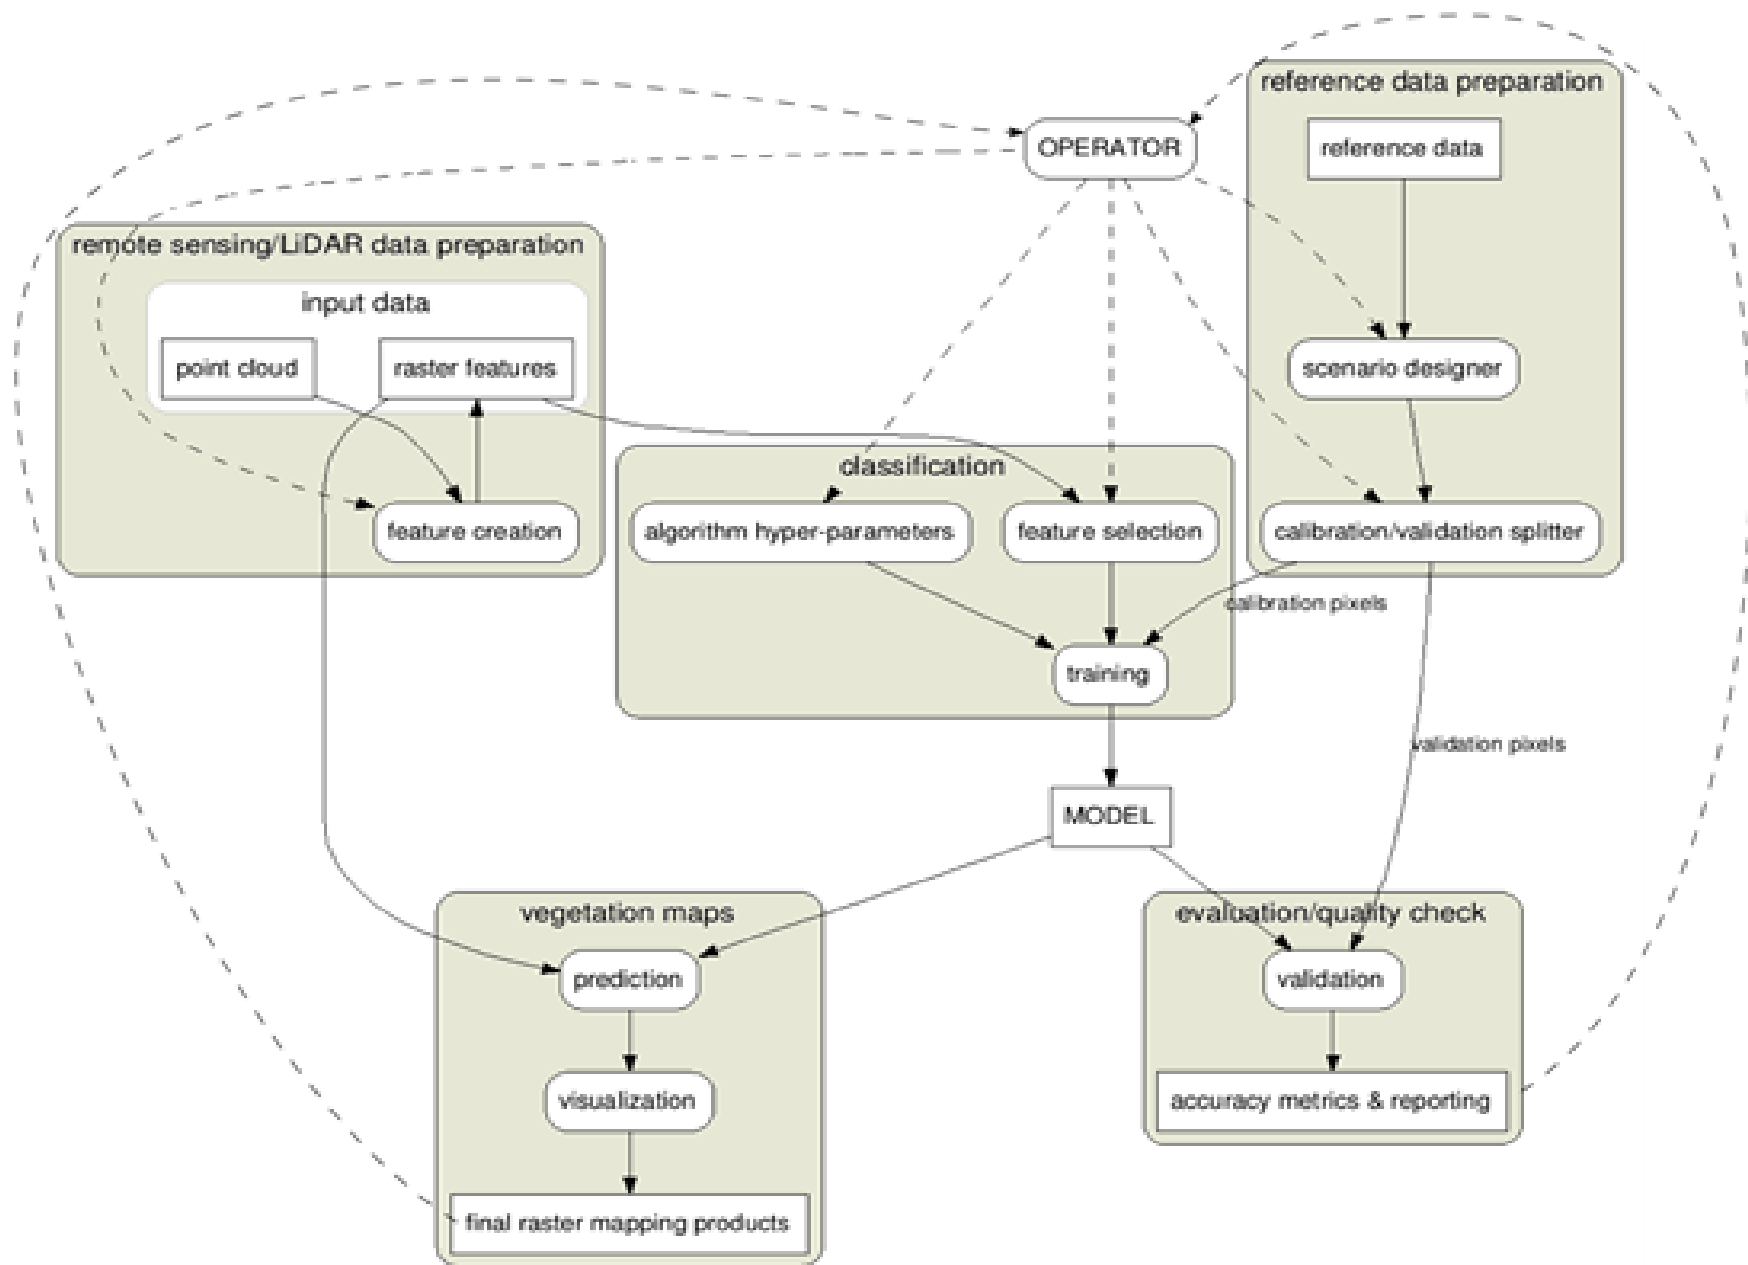 reference data preparation
OPERATOR
reference data
remote sensing/LiDAR data preparation
input data
point cloud
raster features
scenario designer
classification
feature creation
algorithm hyper-parameters
feature selection
calibration/validation splitter
calibration pixels
training
validation pixels
MODEL
vegetation maps
evaluation/quality check
prediction
validation
visualization
accuracy metrics & reporting
final raster mapping products